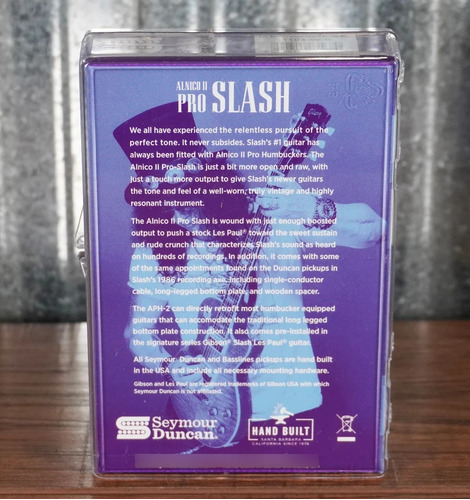 ALNICO II
PRO SLASH
We all have experienced the relentless pursuit of the
perfect tone. It never subsides. Slash's #1 guitar has
always been fitted with Alnico II Pro Humbuckers. The
Alnico II Pro-Slash is just a bit more open and raw, with
just a touch more output to give Slash's newer guitars
the tone and feel of a well-worn, truly vintage and highly
resonant instrument.
The Alnico II Pro Slash is wound with just enough boosted
output to push a stock Les Paul® toward the sweet sustain
and rude crunch that characterizes Slash's sound as heard
on hundreds of recordings. In addition, it comes with some
of the same appointments found on the Duncan pickups in
Slash's 1986 recording axe, including single-conductor
cable, long-legged bottom plate, and wooden spacer.
The APH-2 can directly retrofit most humbucker equipped
guitars that can accomodate the traditional long legged
bottom plate construction. It also comes pre-installed in
the signature series Gibson® Slash Les Paul® guitar.
All Seymour Duncan and Basslines pickups are hand built
in the USA and include all necessary mounting hardware.
Gibson and Les Paul are registered trademarks of Gibson USA with which
Seymour Duncan is not affiliated.
Seymour
Duncan.
HAND BUILT
SANTA BARBARA
CALIFORNIA SINCE 1976